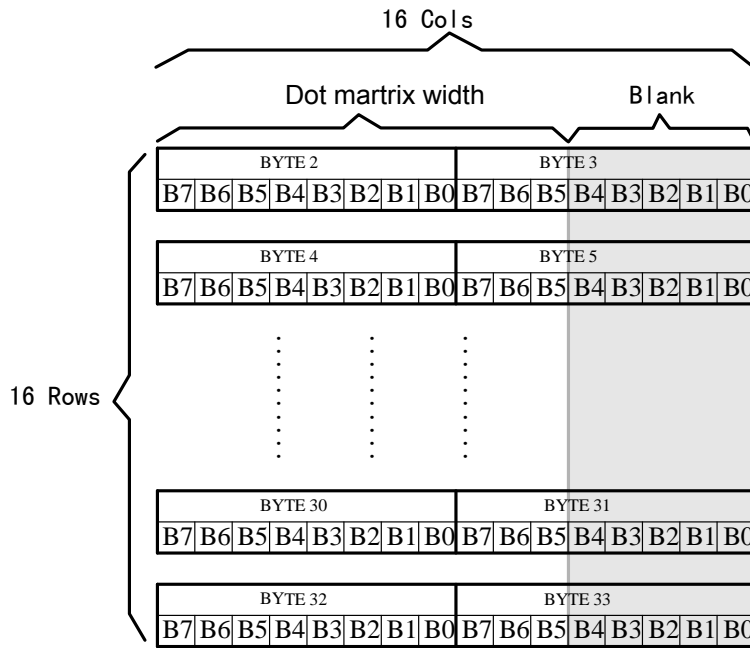 16 Cols
Dot martrix width
Blank
BYTE 2
BYTE 3
B7 B6 B5 B4 B3 B2 B1 B0 B7 B6 B5 B4 B3 B2 B1 B0
BYTE 4
BYTE 5
B7 B6 B5 B4 B3 B2 B1 B0 B7 B6 B5 B4 B3 B2 B1 B0
16 Rows
BYTE 30
BYTE 31
B7 B6 B5 B4 B3 B2 B1 B0 B7 B6 B5 B4 B3 B2 B1 B0
BYTE 32
BYTE 33
B7 B6 B5 B4 B3 B2 B1 B0 B7 B6 B5 B4 B3 B2 B1 B0